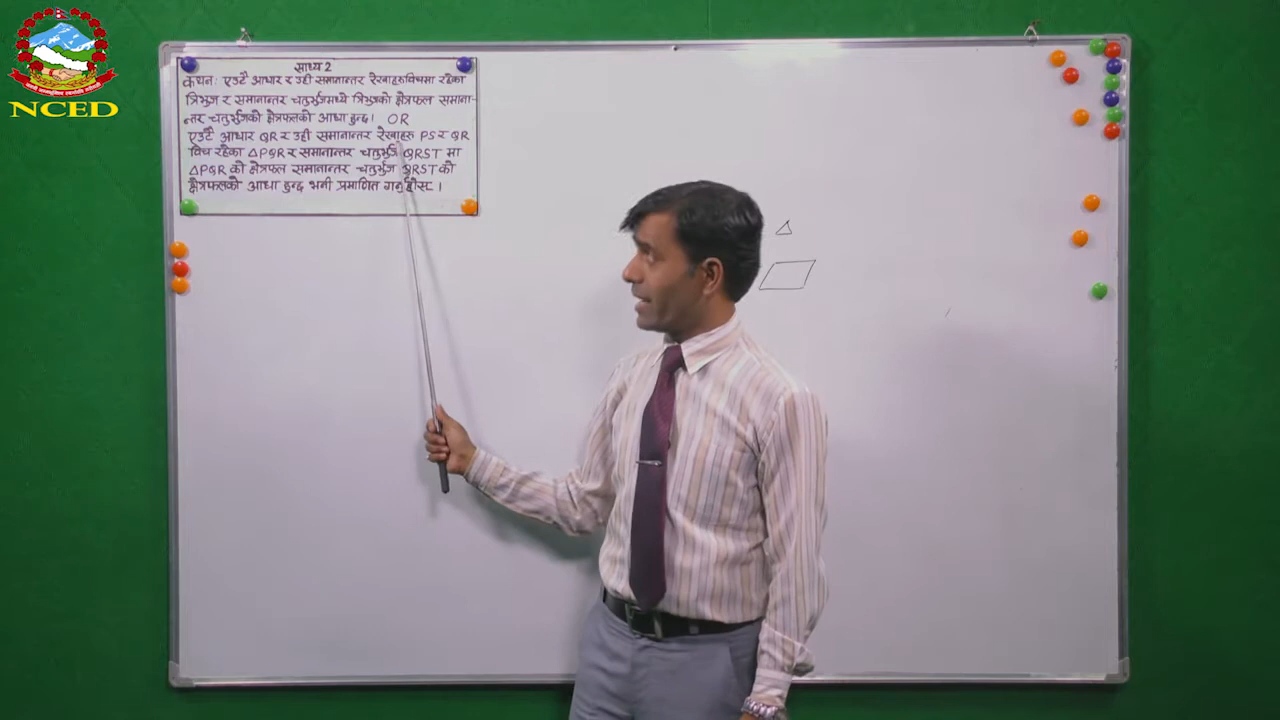 NCED
साध्य 2
कथनः एउटै आधार र उही समानान्तर रेखाहरुविचमा रहेका
त्रिभुज र समानान्तर चतुर्भुजमध्ये त्रिभुजको क्षेत्रफल समाना-
न्तर चतुर्भुजको क्षेत्रफलको आधा हुन्छ। OR
एउटै आधार QR र उही समानान्तर रेखाहरु PS र QR
विच रहेका ΔPQR र समानान्तर चतुर्भुज QRST मा
ΔPQR को क्षेत्रफल समानान्तर चतुर्भुज QRST को
क्षेत्रफलको आधा हुन्छ भनी प्रमाणित गर्नुहोस्।